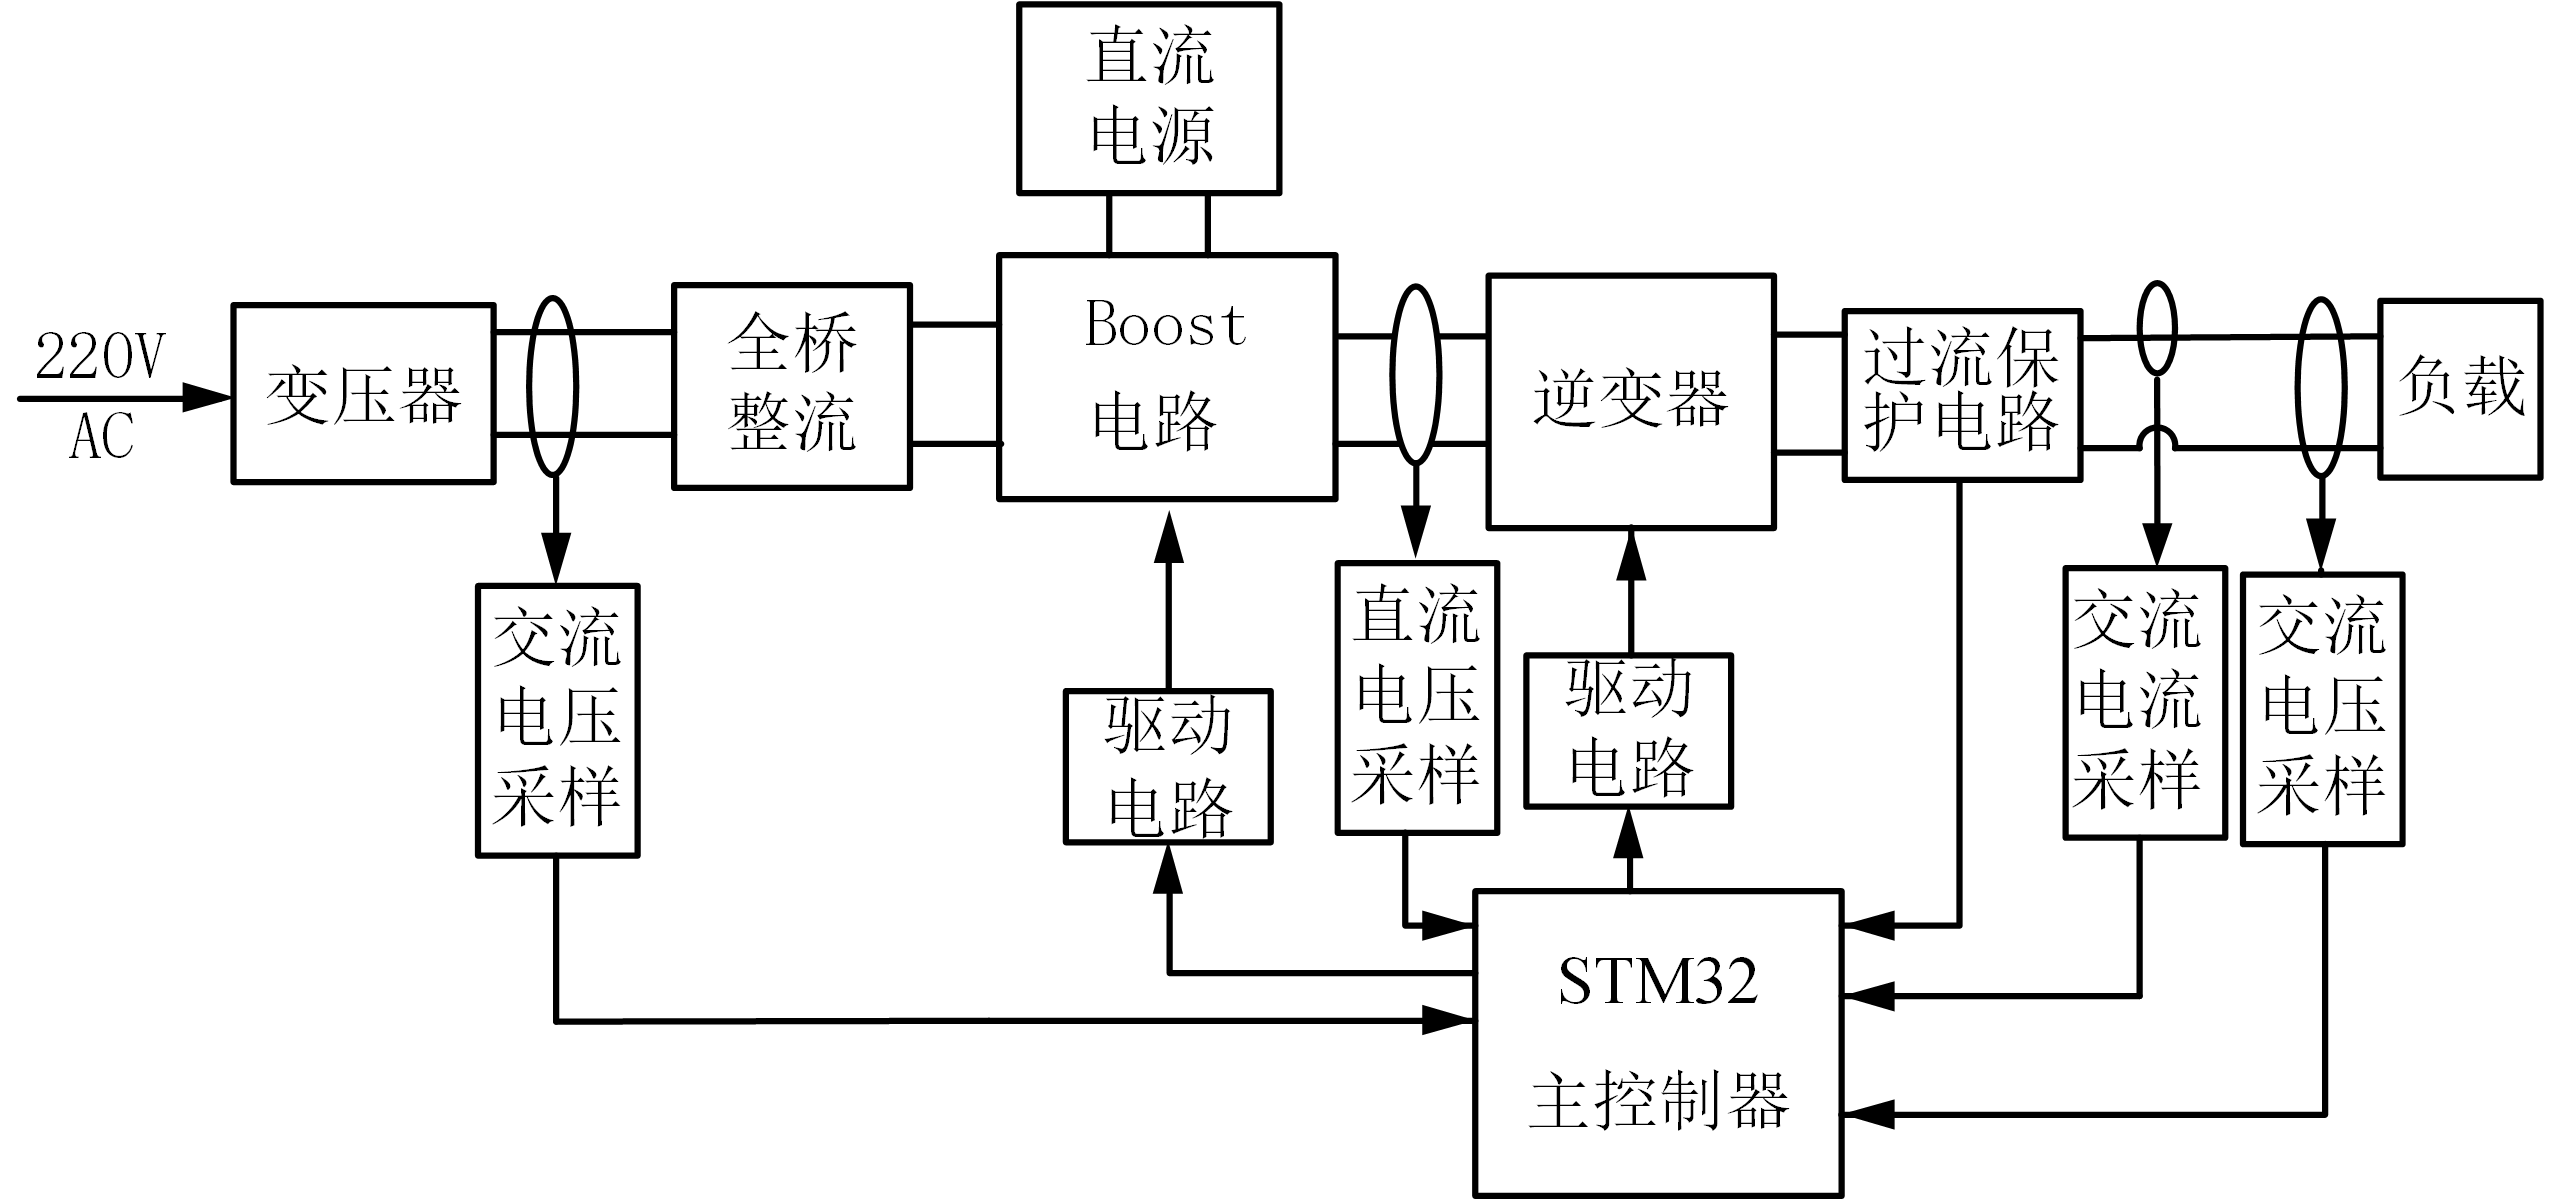 直流
电源
220V
AC
变压器
全桥
整流
Boost
电路
逆变器
过流保
护电路
负载
交流
电压
采样
驱动
电路
直流
电压
采样
驱动
电路
交流
电流
采样
交流
电压
采样
STM32
主控制器